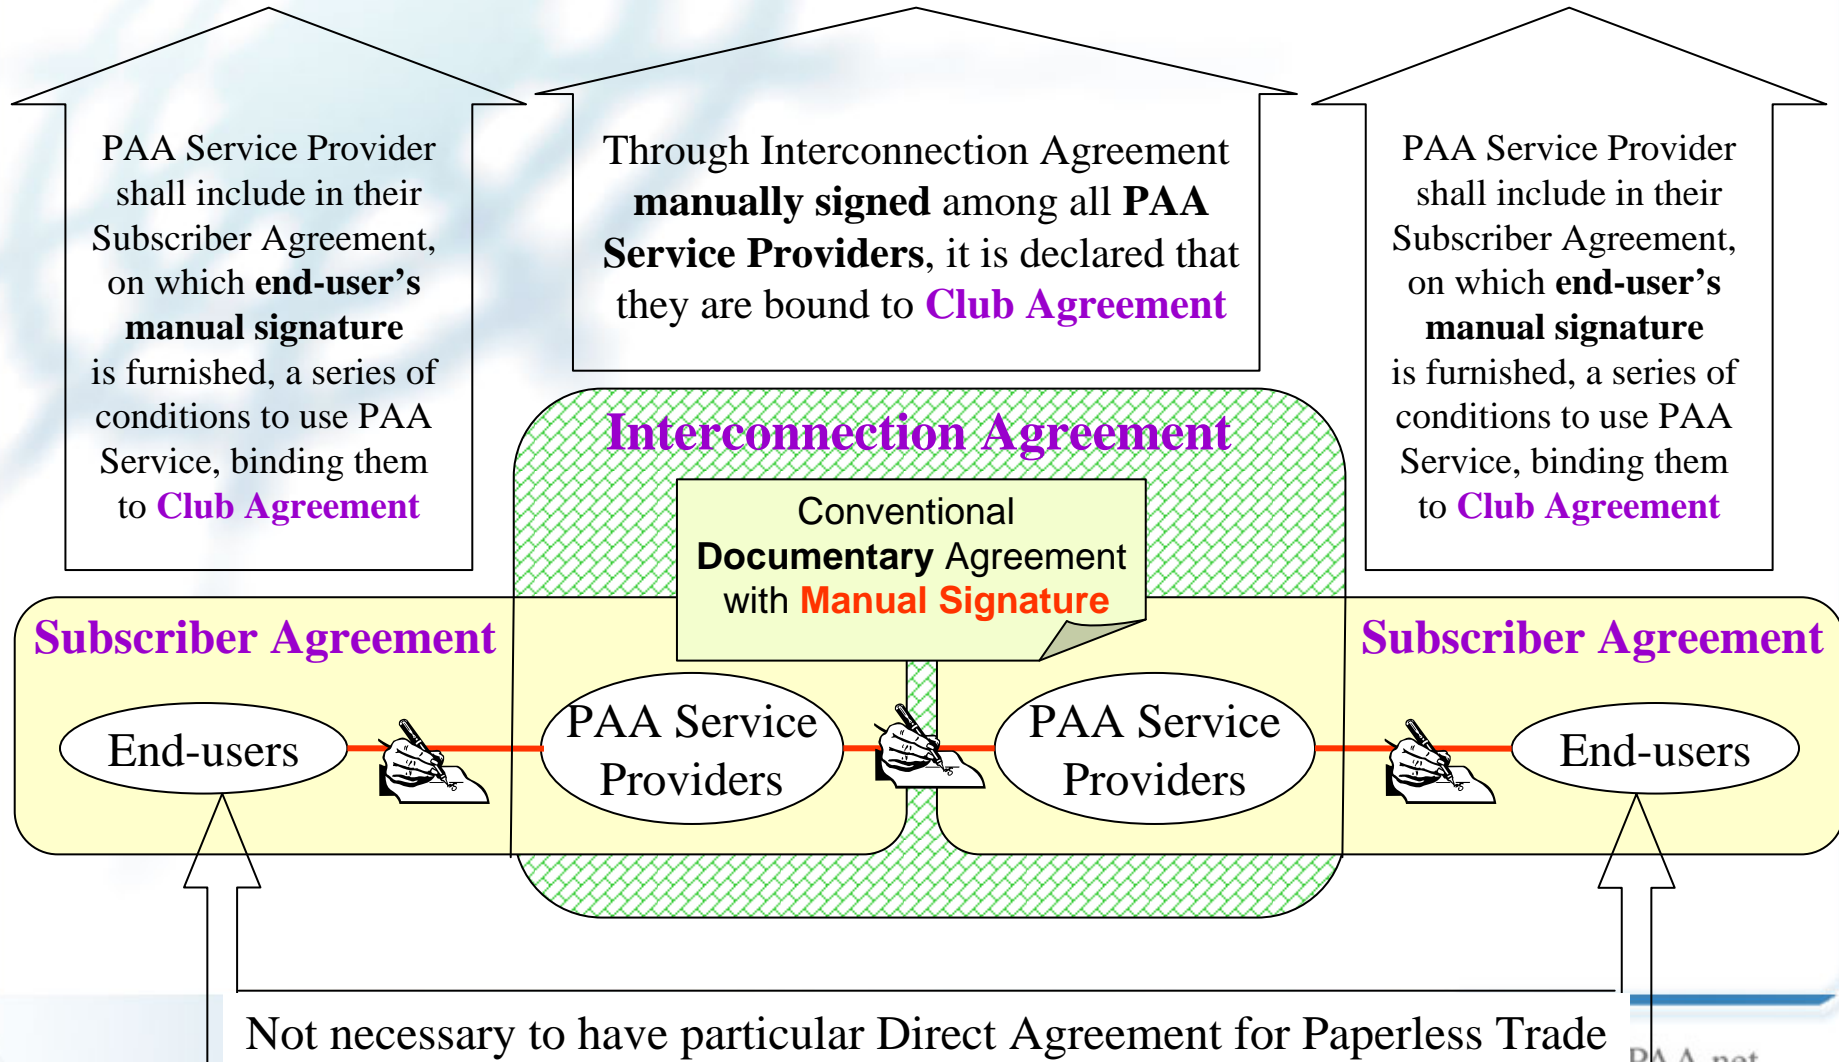 PAA Service Provider
shall include in their
Subscriber Agreement,
on which end-user's
manual signature
is furnished, a series of
conditions to use PAA
Service, binding them
to Club Agreement
Through Interconnection Agreement
manually signed among all PAA
Service Providers, it is declared that
they are bound to Club Agreement
PAA Service Provider
shall include in their
Subscriber Agreement,
on which end-user's
manual signature
is furnished, a series of
conditions to use PAA
Service, binding them
to Club Agreement
Interconnection Agreement
Conventional
Documentary Agreement
with Manual Signature
Subscriber Agreement
Subscriber Agreement
End-users
PAA Service
Providers
PAA Service
Providers
End-users
Not necessary to have particular Direct Agreement for Paperless Trade
PAA.net